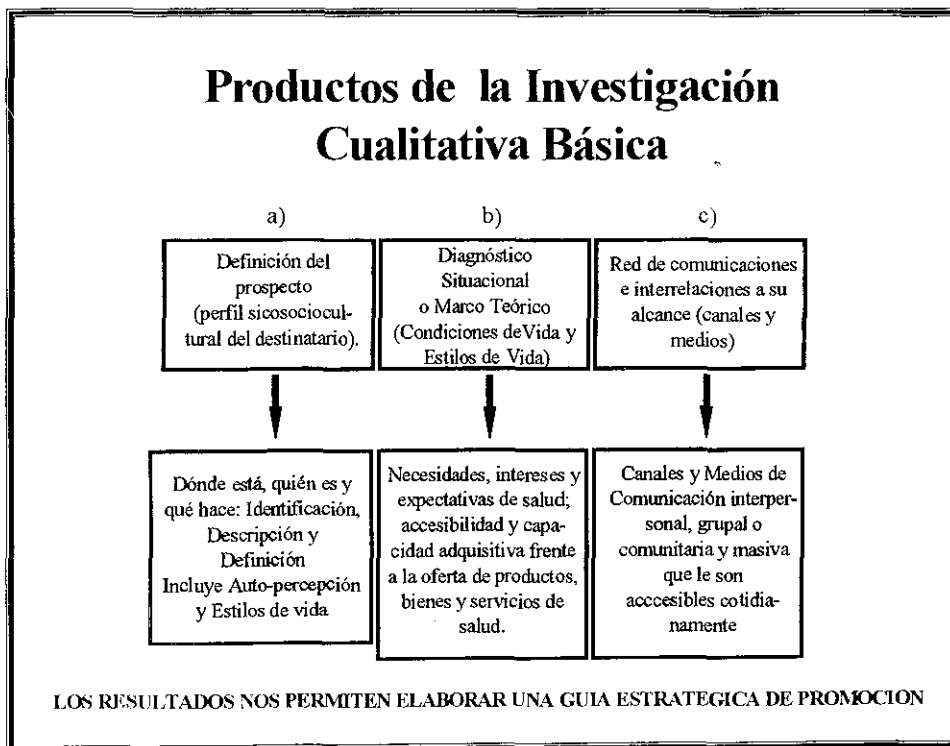 Productos de la Investigación
Cualitativa Básica
a)
Definición del
prospecto
(perfil sicosociocul-
tural del destinatario).
b)
Diagnóstico
Situacional
o Marco Teórico
(Condiciones de Vida y
Estilos de Vida)
c)
Red de comunicaciones
e interrelaciones a su
alcance (canales y
medios)
Dónde está, quién es y
qué hace: Identificación,
Descripción y
Definición
Incluye Auto-percepción
y Estilos de vida
Necesidades, intereses y
expectativas de salud;
accesibilidad y capa-
cidad adquisitiva frente
a la oferta de productos,
bienes y servicios de
salud.
Canales y Medios de
Comunicación interper-
sonal, grupal o
comunitaria y masiva
que le son
acccesibles cotidia-
namente
LOS RESULTADOS NOS PERMITEN ELABORAR UNA GUIA ESTRATEGICA DE PROMOCION